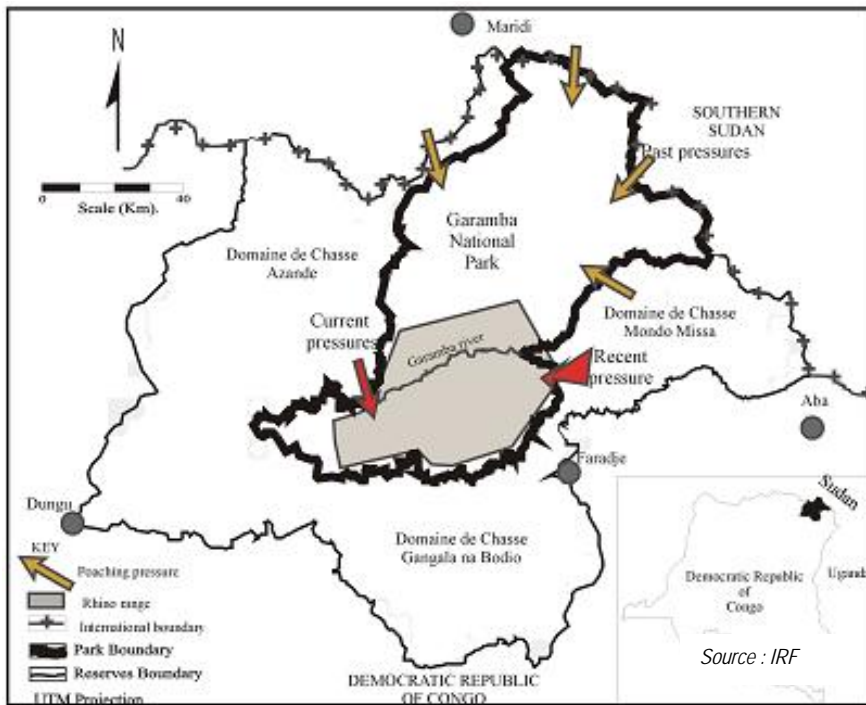 Maridi
N
SOUTHERN
SUDAN
Past pressures
0
40
Scale (Km).
Garamba
National
Park
Domaine de Chasse
Azande
Domaine de Chasse
Mondo Missa
Current
pressures
Garamba river
Recent
pressure
Aba
Faradje
Dungu
Domaine de Chasse
Gangala na Bodio
KEY
Poaching pressure
Rhino range
International boundary
Park Boundary
Reserves Boundary
UTM Projection
DEMOCRATIC REPUBLIC
OF CONGO
Sudan
Uganda
Democratic Republic
of
Congo
Source : IRF